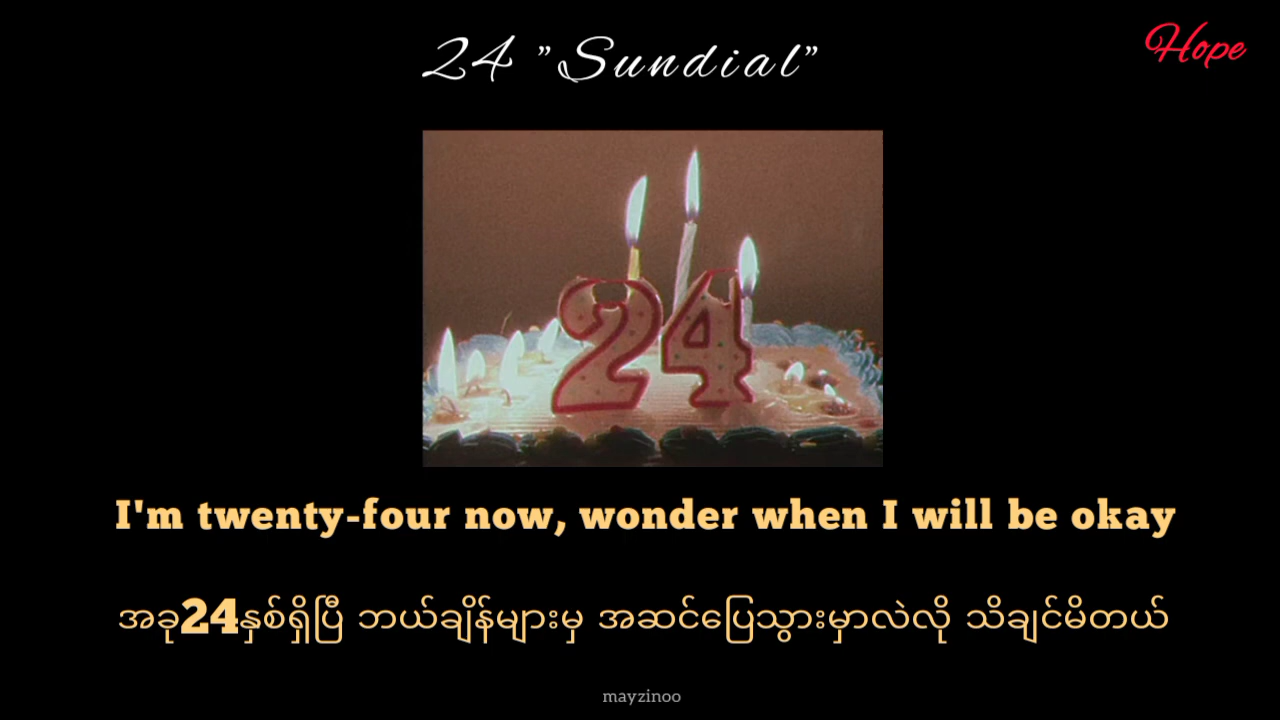 24 "Sundial"
Hope
24
I'm twenty-four now, wonder when I will be okay
အခု24နှစ်ရှိပြီ ဘယ်ချိန်များမှ အဆင်ပြေသွားမှာလဲလို သိချင်မိတယ်
mayzinoo